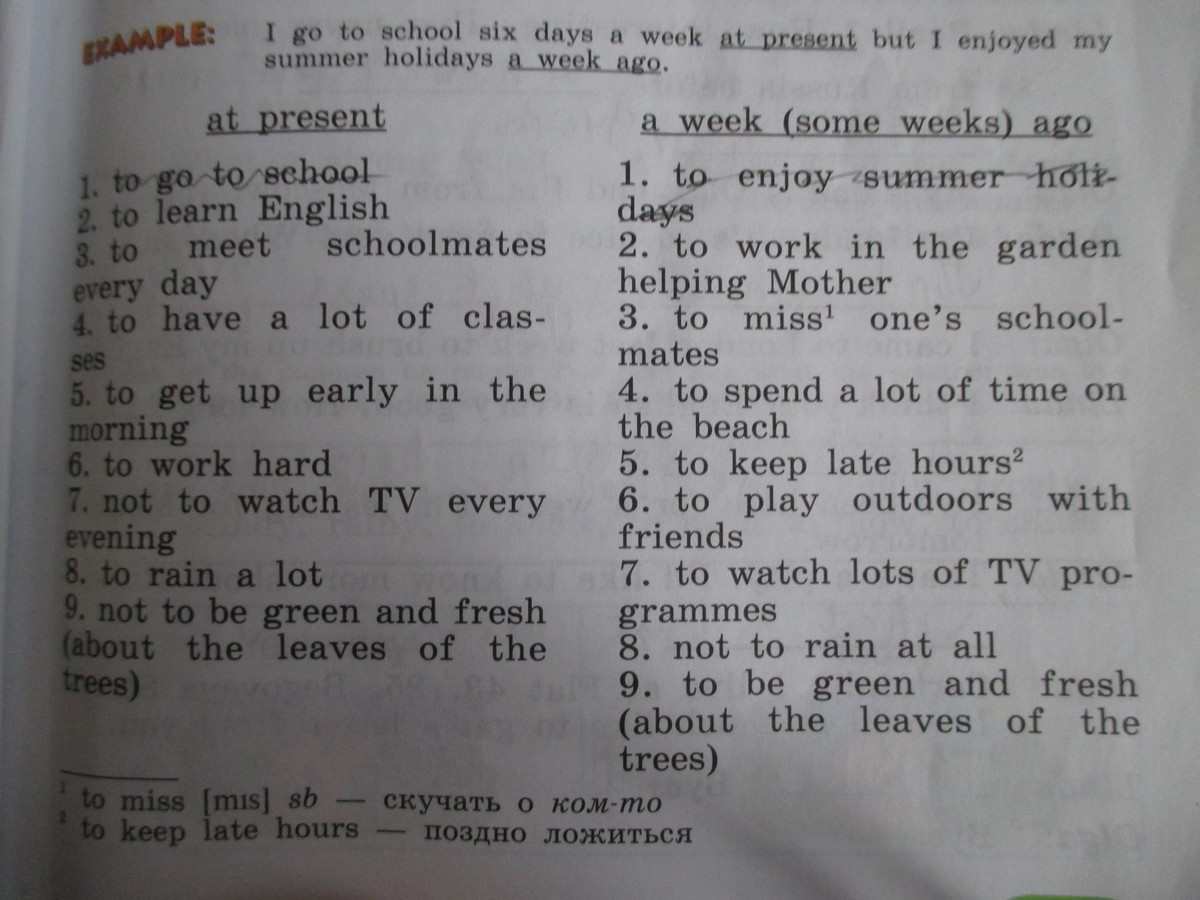 EXAMPLE: I go to school six days a week at present but I enjoyed my
summer holidays a week ago.
at present
1. to go to school
2. to learn English
3. to meet schoolmates
every day
4. to have a lot of clas-
ses
5. to get up early in the
morning
6. to work hard
7. not to watch TV every
evening
8. to rain a lot
9. not to be green and fresh
(about the leaves of the
trees)
a week (some weeks) ago
1. to enjoy summer holi-
days
2. to work in the garden
helping Mother
3. to miss¹ one's school-
mates
4. to spend a lot of time on
the beach
5. to keep late hours²
6. to play outdoors with
friends
7. to watch lots of TV pro-
grammes
8. not to rain at all
9. to be green and fresh
(about the leaves of the
trees)
¹ to miss [mɪs] sb — скучать о ком-то
² to keep late hours — поздно ложиться